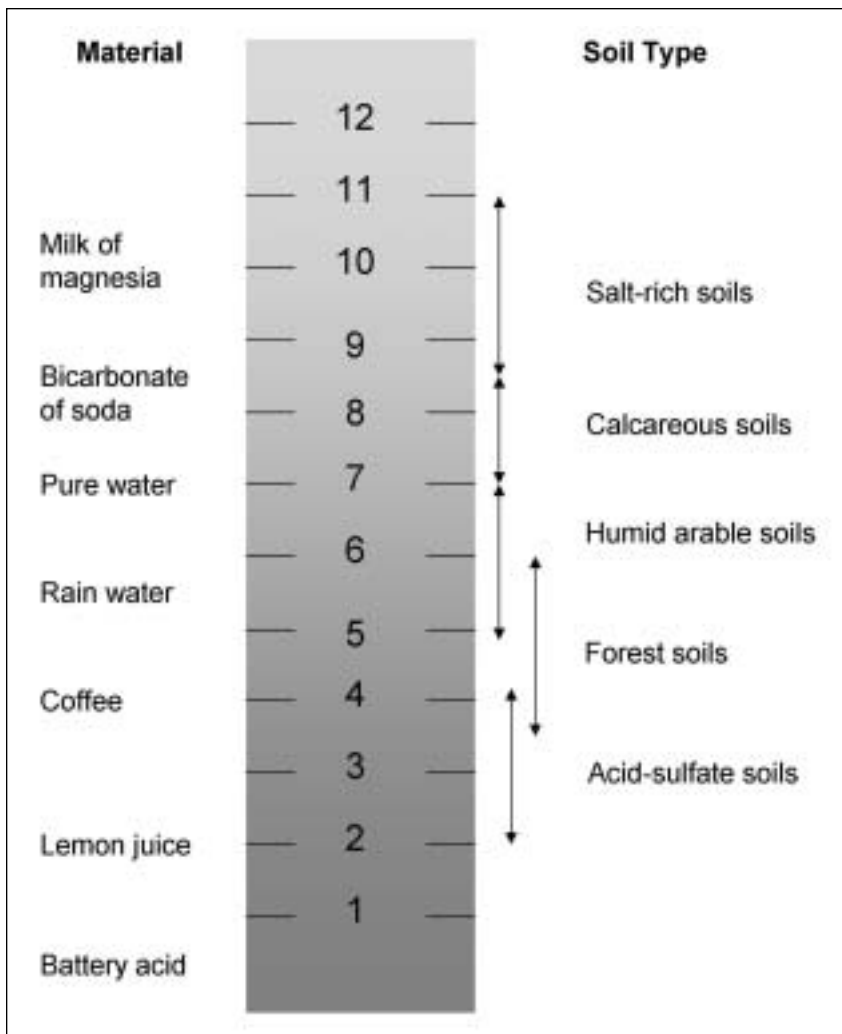 Material
Soil Type
12
11
Milk of
magnesia
10
Salt-rich soils
9
Bicarbonate
of soda
8
Calcareous soils
Pure water
7
Humid arable soils
6
Rain water
5
Forest soils
Coffee
4
3
Acid-sulfate soils
Lemon juice
2
1
Battery acid